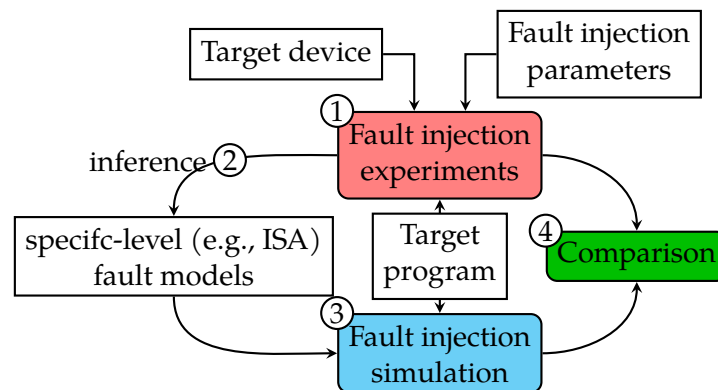 Target device
Fault injection
parameters
1
Fault injection
experiments
inference 2
specifc-level (e.g., ISA)
fault models
Target
program
4
Comparison
3
Fault injection
simulation